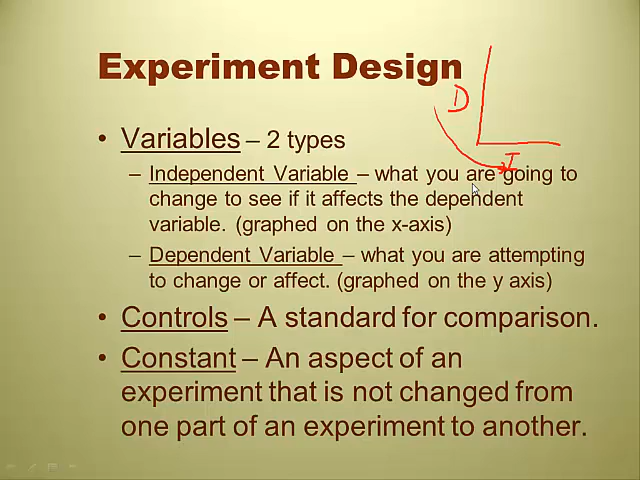 Experiment Design
D
I
• Variables – 2 types
– Independent Variable – what you are going to
change to see if it affects the dependent
variable. (graphed on the x-axis)
– Dependent Variable – what you are attempting
to change or affect. (graphed on the y axis)
• Controls – A standard for comparison.
• Constant – An aspect of an
experiment that is not changed from
one part of an experiment to another.